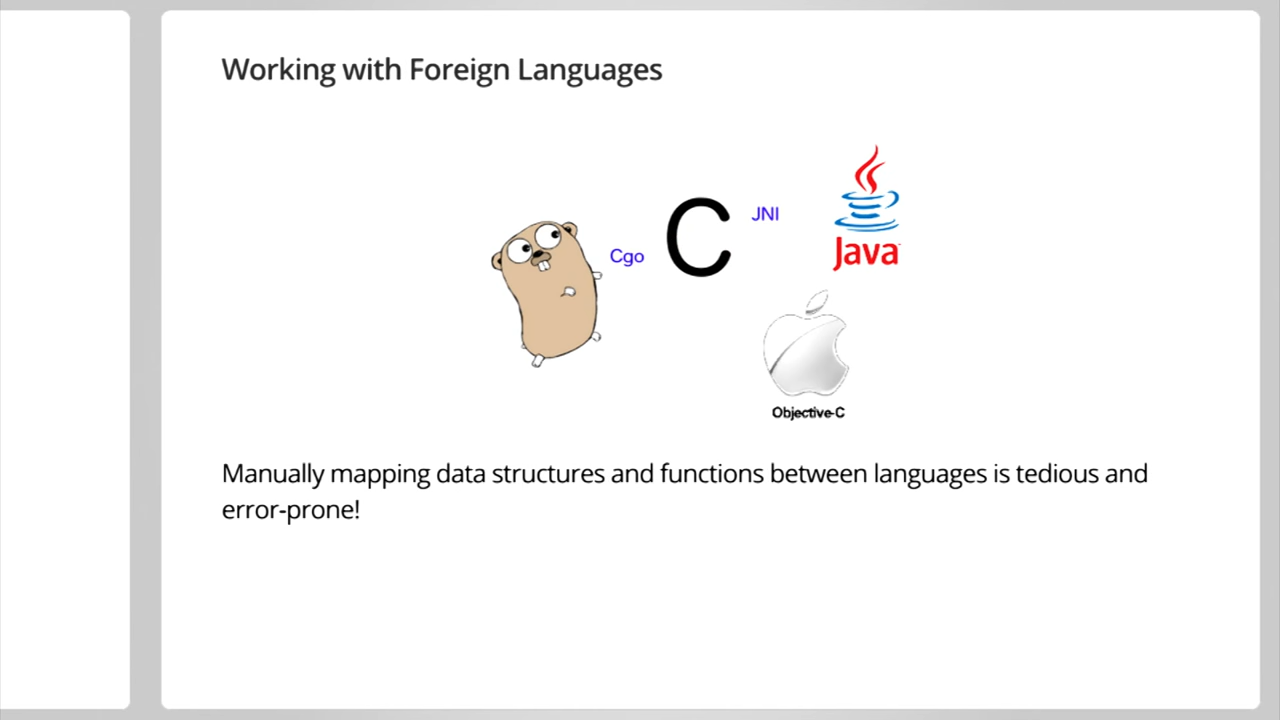 Working with Foreign Languages
Cgo
C
JNI
Java
Objective-C
Manually mapping data structures and functions between languages is tedious and
error-prone!